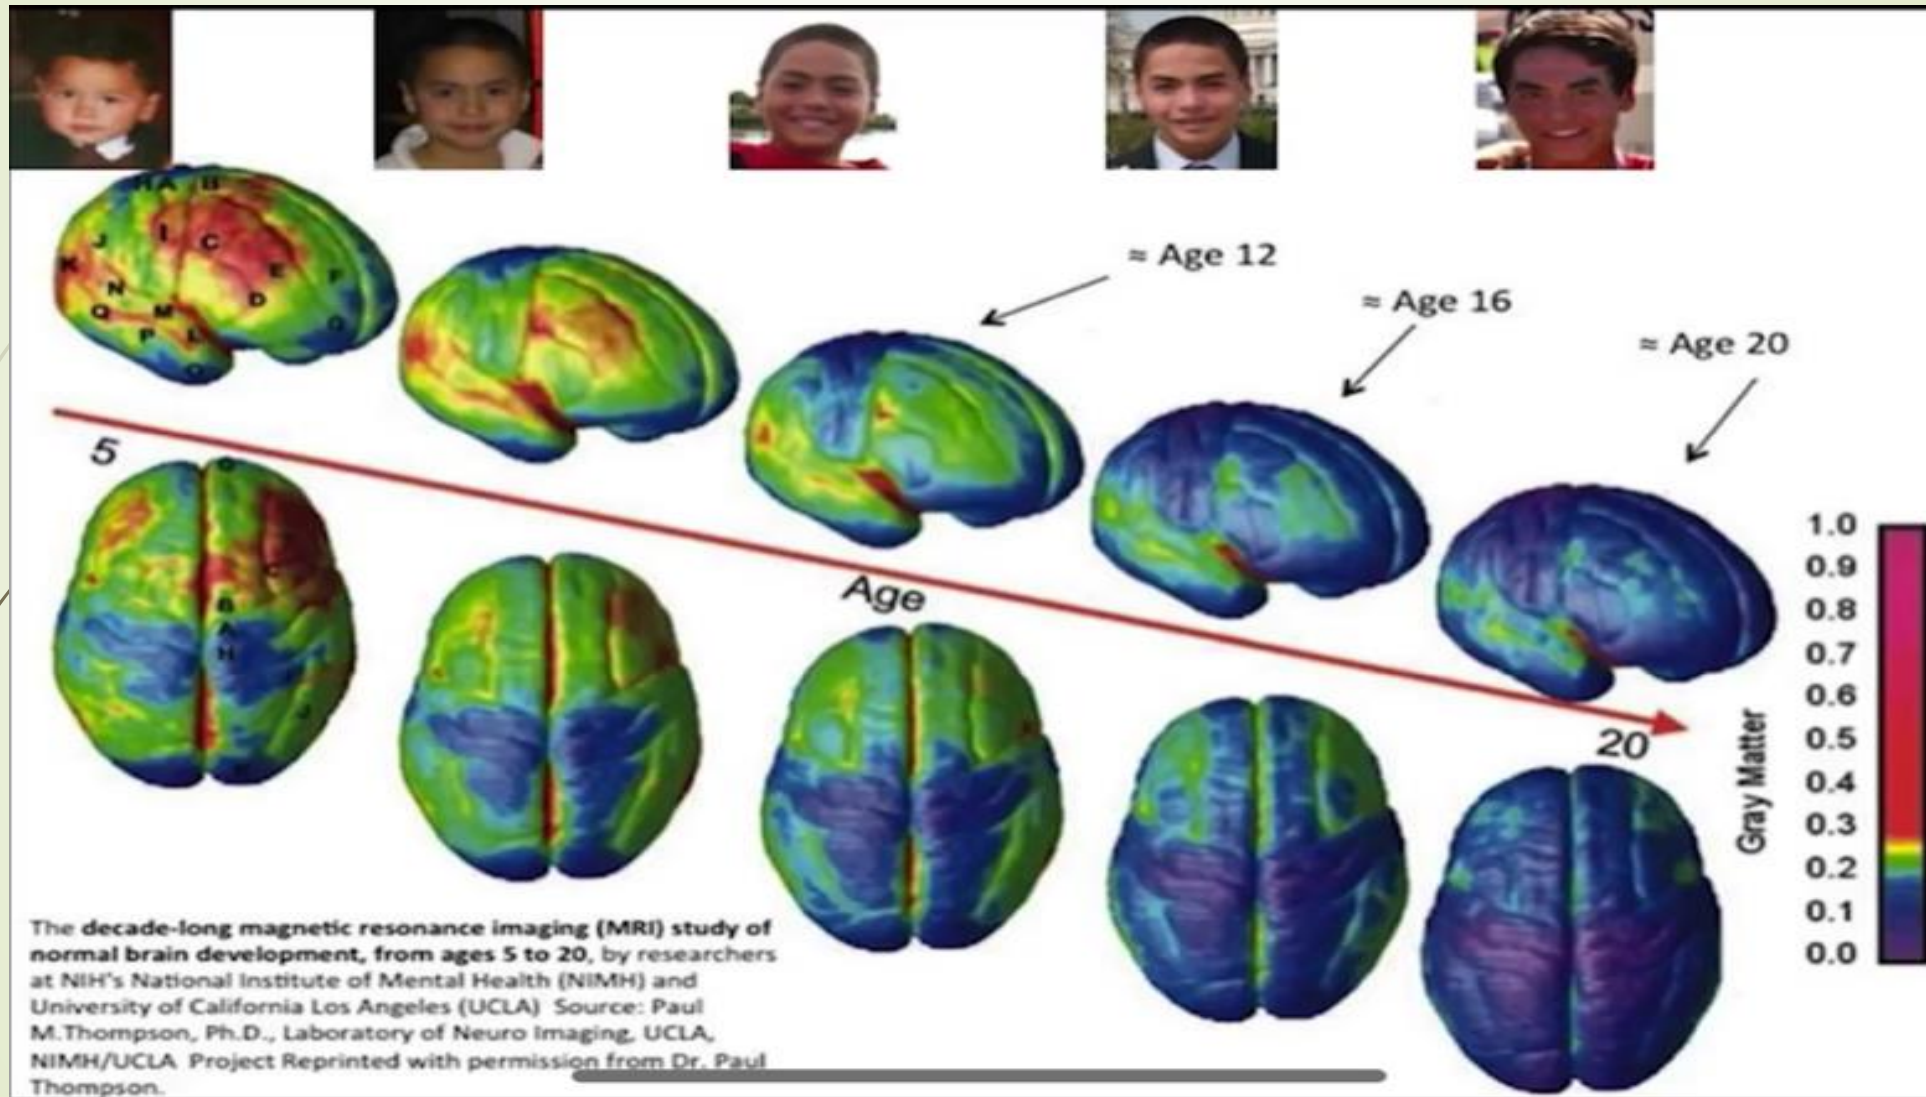 H A B
I C
J
K
E
F
N
D
Q M
G
P L
O
≈ Age 12
≈ Age 16
≈ Age 20
5
Age
20
G
C
B
A
H
J
Gray Matter
1.0
0.9
0.8
0.7
0.6
0.5
0.4
0.3
0.2
0.1
0.0
The decade-long magnetic resonance imaging (MRI) study of
normal brain development, from ages 5 to 20, by researchers
at NIH's National Institute of Mental Health (NIMH) and
University of California Los Angeles (UCLA) Source: Paul
M.Thompson, Ph.D., Laboratory of Neuro Imaging, UCLA,
NIMH/UCLA Project Reprinted with permission from Dr. Paul
Thompson.